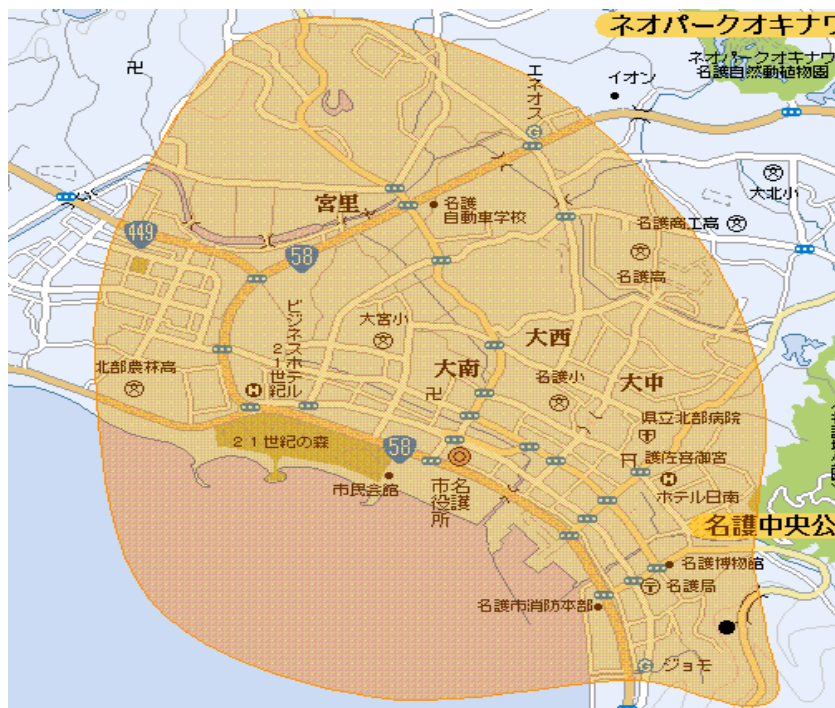 ネオパークオキナワ
ネオパークオキナワ
名護自然動植物園
イオン
エネオス
大北小
宮里
名護
自動車学校
名護商工高
449
58
名護高
ビジネスホテル
21世紀
大宮小
大西
大南
北部農林高
名護小
大中
県立北部病院
21世紀の森
58
護佐喜御宮
市民会館
名護
市役所
ホテル日南
名護中央公
名護博物館
名護局
名護市消防本部
ジョモ